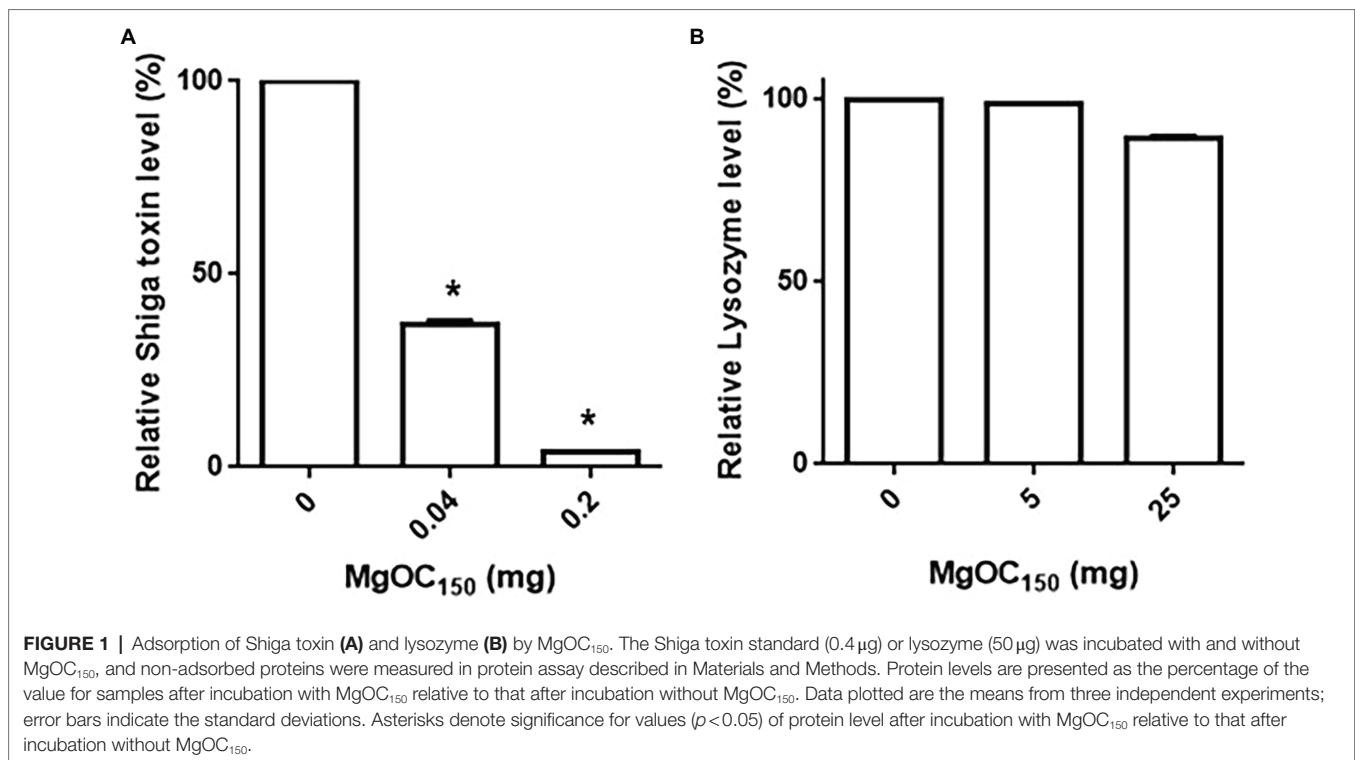 A
Relative Shiga toxin level (%)
100
50
0
*
*
0
0.04
0.2
MgOC₁₅₀ (mg)
B
Relative Lysozyme level (%)
100
50
0
0
5
25
MgOC₁₅₀ (mg)
FIGURE 1 | Adsorption of Shiga toxin (A) and lysozyme (B) by MgOC₁₅₀. The Shiga toxin standard (0.4 μg) or lysozyme (50 μg) was incubated with and without
MgOC₁₅₀, and non-adsorbed proteins were measured in protein assay described in Materials and Methods. Protein levels are presented as the percentage of the
value for samples after incubation with MgOC₁₅₀ relative to that after incubation without MgOC₁₅₀. Data plotted are the means from three independent experiments;
error bars indicate the standard deviations. Asterisks denote significance for values (p < 0.05) of protein level after incubation with MgOC₁₅₀ relative to that after
incubation without MgOC₁₅₀.